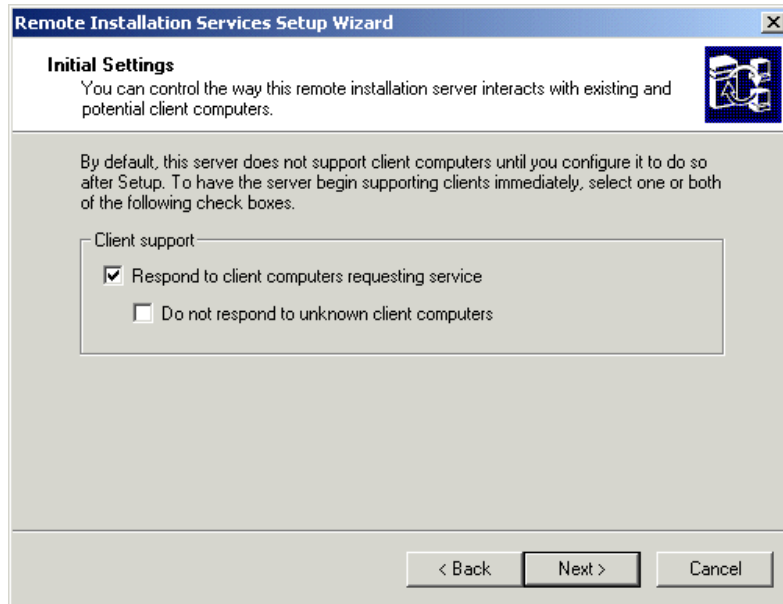 Remote Installation Services Setup Wizard
Initial Settings
You can control the way this remote installation server interacts with existing and
potential client computers.
By default, this server does not support client computers until you configure it to do so
after Setup. To have the server begin supporting clients immediately, select one or both
of the following check boxes.
Client support
Respond to client computers requesting service
Do not respond to unknown client computers
< Back
Next >
Cancel